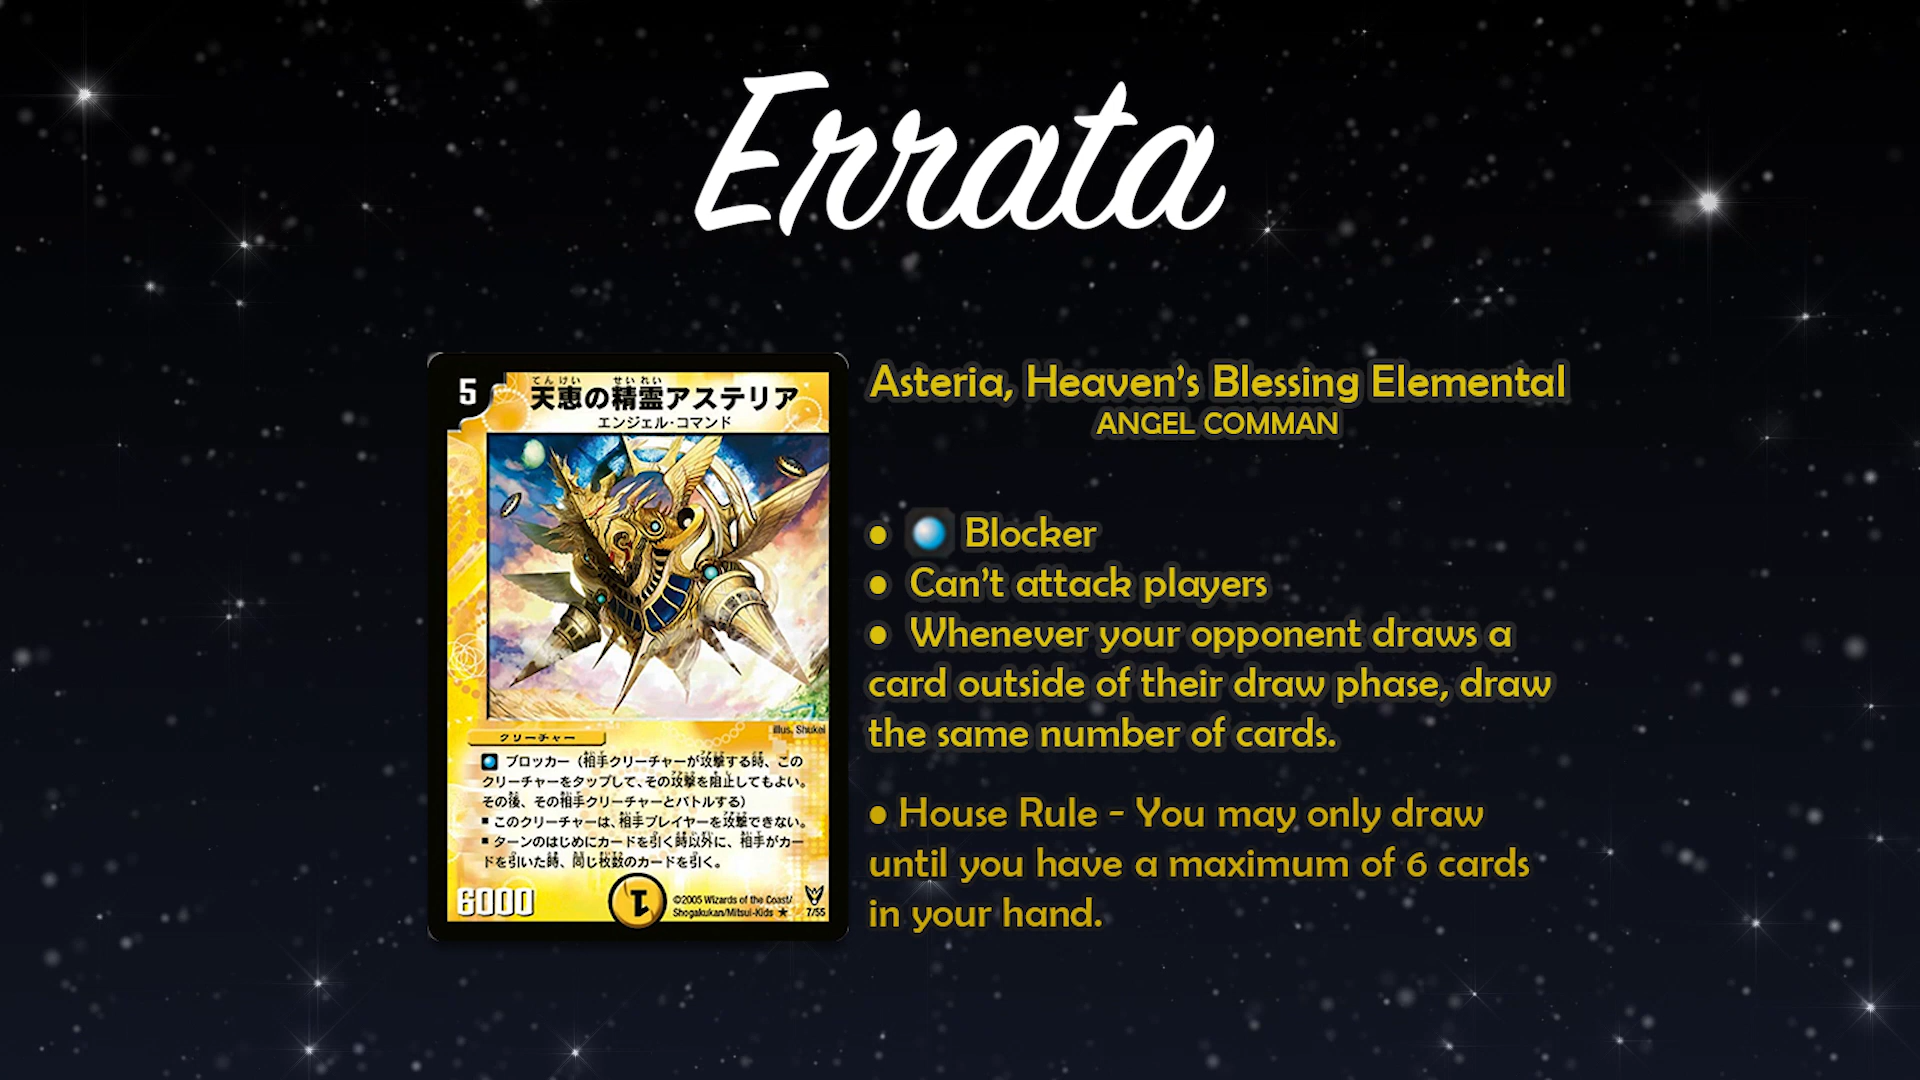 Errata
5
てんけい せいれい
天恵の精霊アステリア
エンジェル・コマンド
illus. Shukei
クリーチャー
ブロッカー（相手クリーチャーが攻撃する時、この
クリーチャーをタップして、その攻撃を阻止してもよい。
その後、その相手クリーチャーとバトルする）
■ このクリーチャーは、相手プレイヤーを攻撃できない。
■ ターンのはじめにカードを引く時以外に、相手がカー
ドを引いた時、同じ枚数のカードを引く。
6000
1
©2005 Wizards of the Coast/
Shogakukan/Mitsui-Kids ★
7/55
Asteria, Heaven's Blessing Elemental
ANGEL COMMAN
● Blocker
● Can't attack players
● Whenever your opponent draws a
card outside of their draw phase, draw
the same number of cards.
● House Rule - You may only draw
until you have a maximum of 6 cards
in your hand.